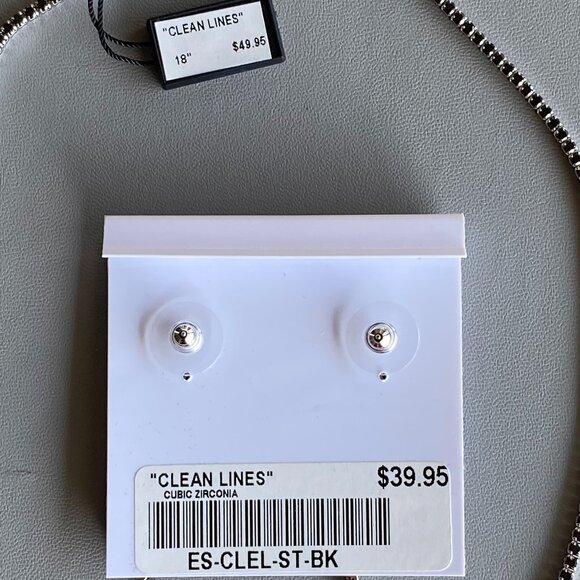 "CLEAN LINES"
18" $49.95
"CLEAN LINES" $39.95
CUBIC ZIRCONIA
ES-CLEL-ST-BK